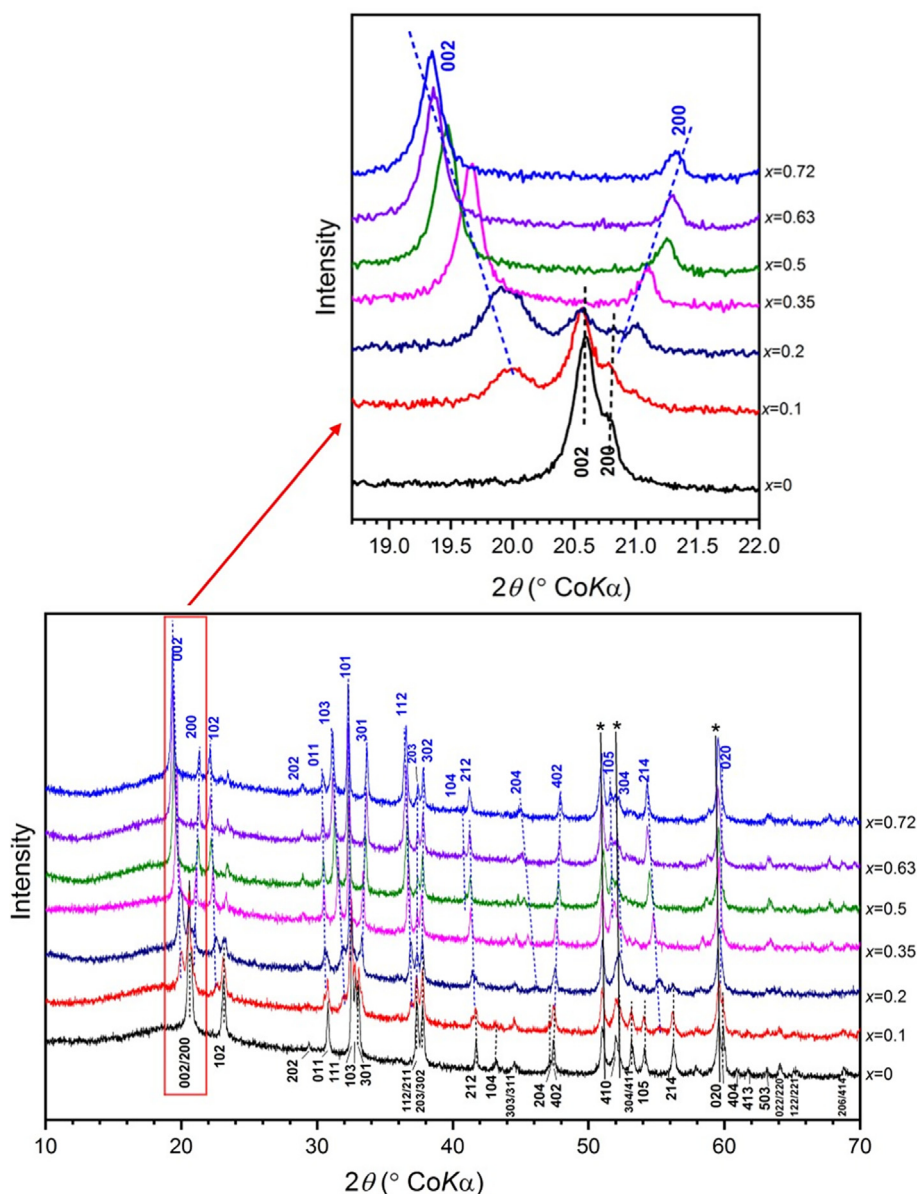 002
200
x=0.72
x=0.63
x=0.5
x=0.35
x=0.2
x=0.1
x=0
002
200
Intensity
19.0 19.5 20.0 20.5 21.0 21.5 22.0
2θ (° CoKα)
002
200
102
202
011
103
101
301
112
203
302
104
212
204
402
*
105
*
304
214
*
020
x=0.72
x=0.63
x=0.5
x=0.35
x=0.2
x=0.1
x=0
002/200
102
202
011
111
103
301
112/211
203/302
212
104
303/311
204
402
410
304/411
105
214
020
404
413
503
022/220
122/221
206/414
Intensity
10 20 30 40 50 60 70
2θ (° CoKα)